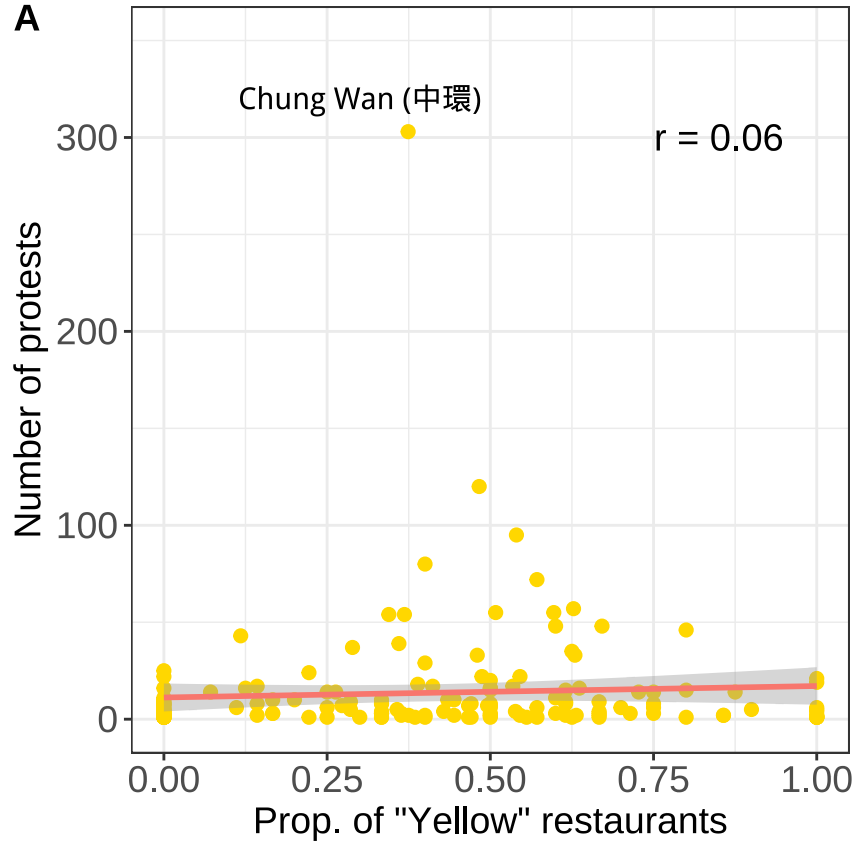 A
Chung Wan (中環)
r = 0.06
300
200
100
0
Number of protests
0.00 0.25 0.50 0.75 1.00
Prop. of "Yellow" restaurants